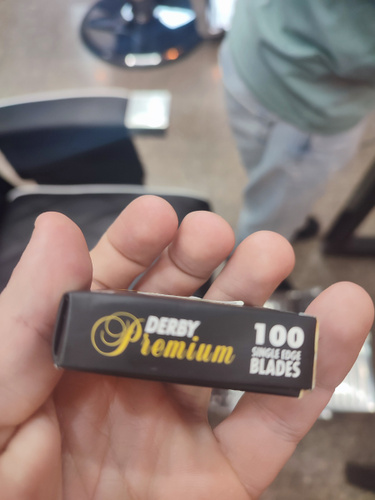 DERBY
Premium
100
SINGLE EDGE
BLADES